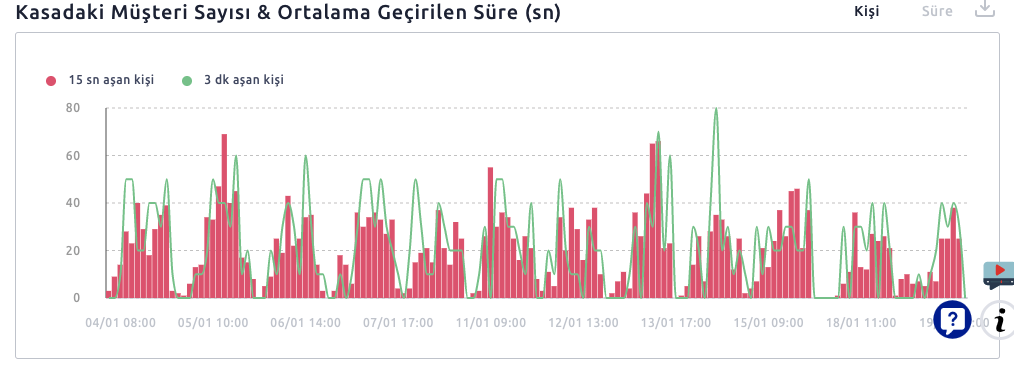 Kasadaki Müşteri Sayısı & Ortalama Geçirilen Süre (sn)
Kişi
Süre
15 sn aşan kişi
3 dk aşan kişi
80
60
40
20
0
04/01 08:00
05/01 10:00
06/01 14:00
07/01 17:00
11/01 09:00
12/01 13:00
13/01 17:00
15/01 09:00
18/01 11:00
?
i